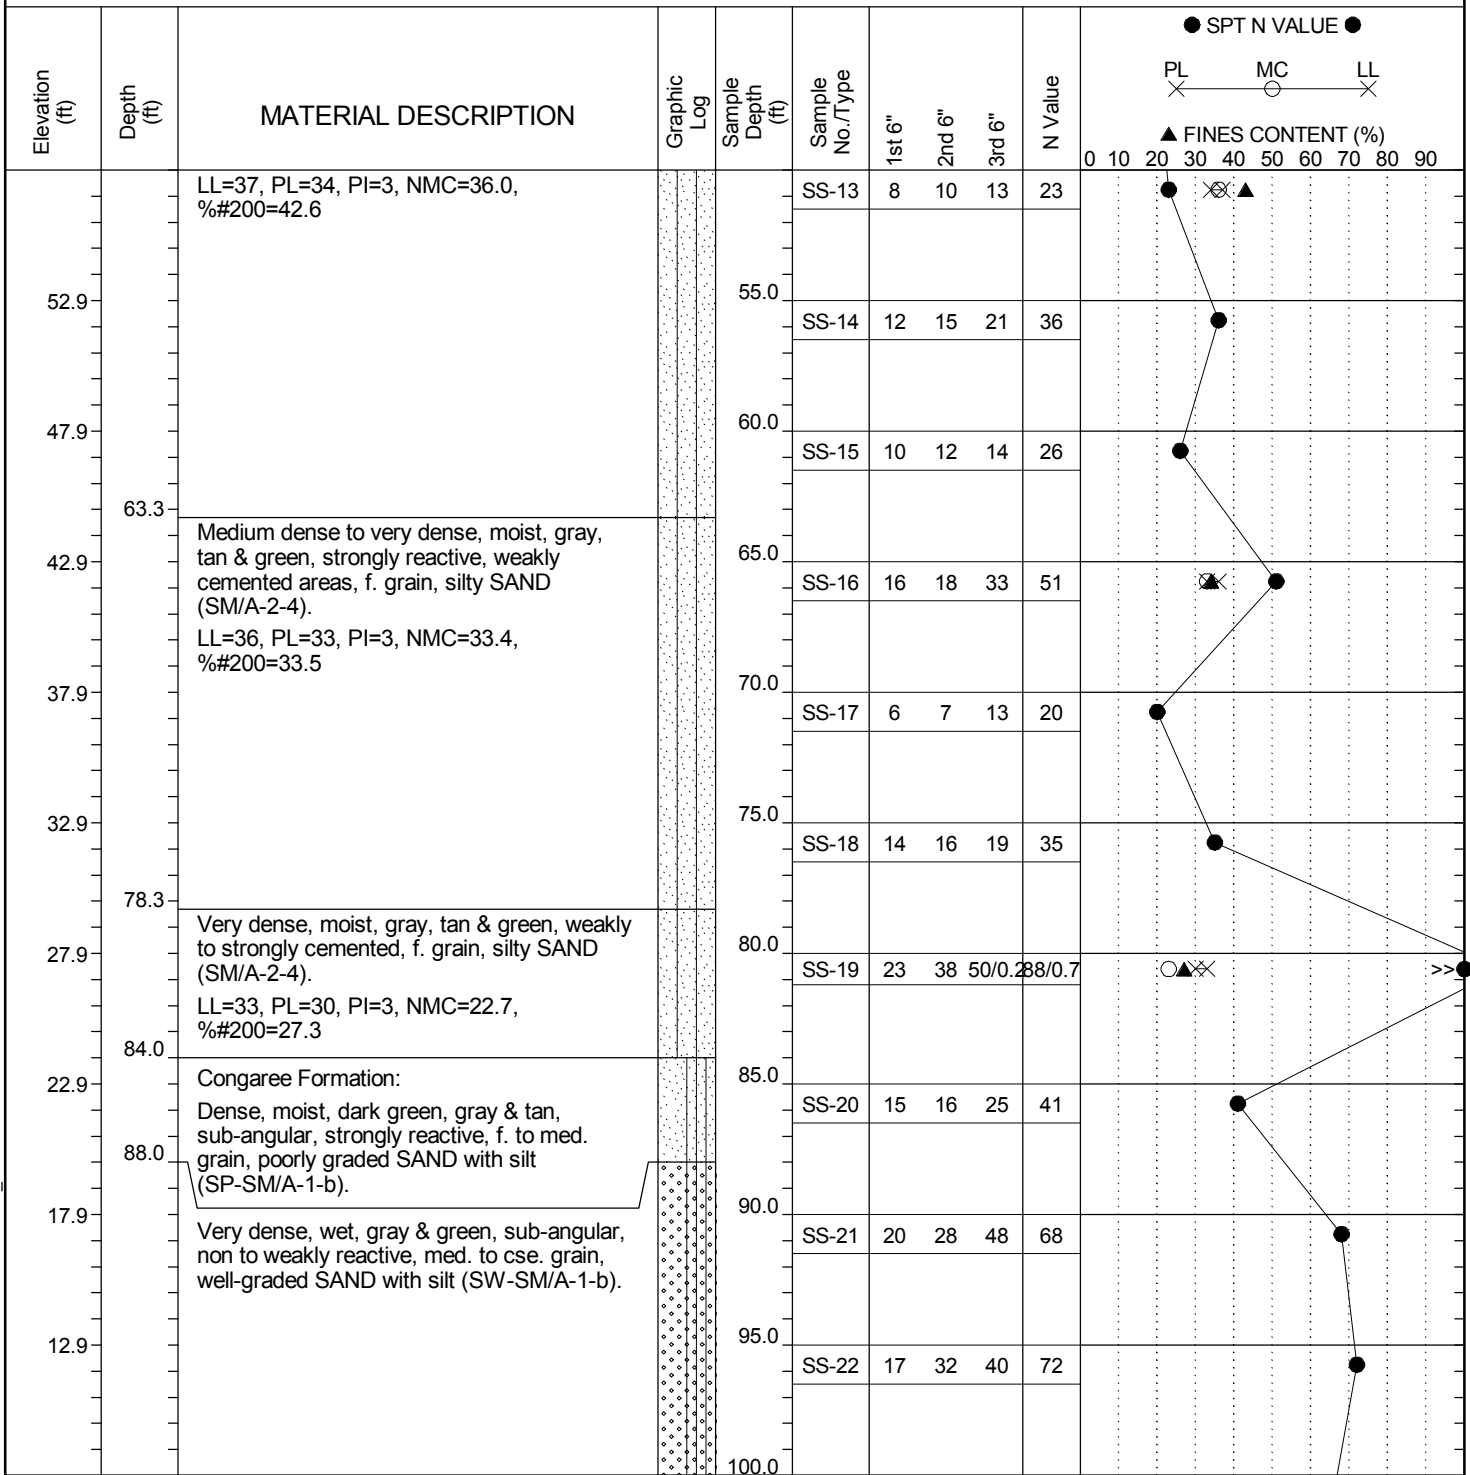 ● SPT N VALUE ●
PL MC LL
▲ FINES CONTENT (%)
0 10 20 30 40 50 60 70 80 90
Elevation (ft)
Depth (ft)
MATERIAL DESCRIPTION
Graphic Log
Sample Depth (ft)
Sample No./Type
1st 6"
2nd 6"
3rd 6"
N Value
LL=37, PL=34, PI=3, NMC=36.0,
%#200=42.6
SS-13 8 10 13 23
52.9 55.0
SS-14 12 15 21 36
47.9 60.0
SS-15 10 12 14 26
63.3
Medium dense to very dense, moist, gray,
tan & green, strongly reactive, weakly
cemented areas, f. grain, silty SAND
(SM/A-2-4).
42.9 65.0
SS-16 16 18 33 51
LL=36, PL=33, PI=3, NMC=33.4,
%#200=33.5
37.9 70.0
SS-17 6 7 13 20
32.9 75.0
SS-18 14 16 19 35
78.3
Very dense, moist, gray, tan & green, weakly
to strongly cemented, f. grain, silty SAND
(SM/A-2-4).
27.9 80.0
SS-19 23 38 50/0.2 88/0.7 >>
LL=33, PL=30, PI=3, NMC=22.7,
%#200=27.3
84.0
Congaree Formation:
22.9 85.0
Dense, moist, dark green, gray & tan,
sub-angular, strongly reactive, f. to med.
grain, poorly graded SAND with silt
(SP-SM/A-1-b).
SS-20 15 16 25 41
88.0
17.9 90.0
Very dense, wet, gray & green, sub-angular,
non to weakly reactive, med. to cse. grain,
well-graded SAND with silt (SW-SM/A-1-b).
SS-21 20 28 48 68
12.9 95.0
SS-22 17 32 40 72
100.0